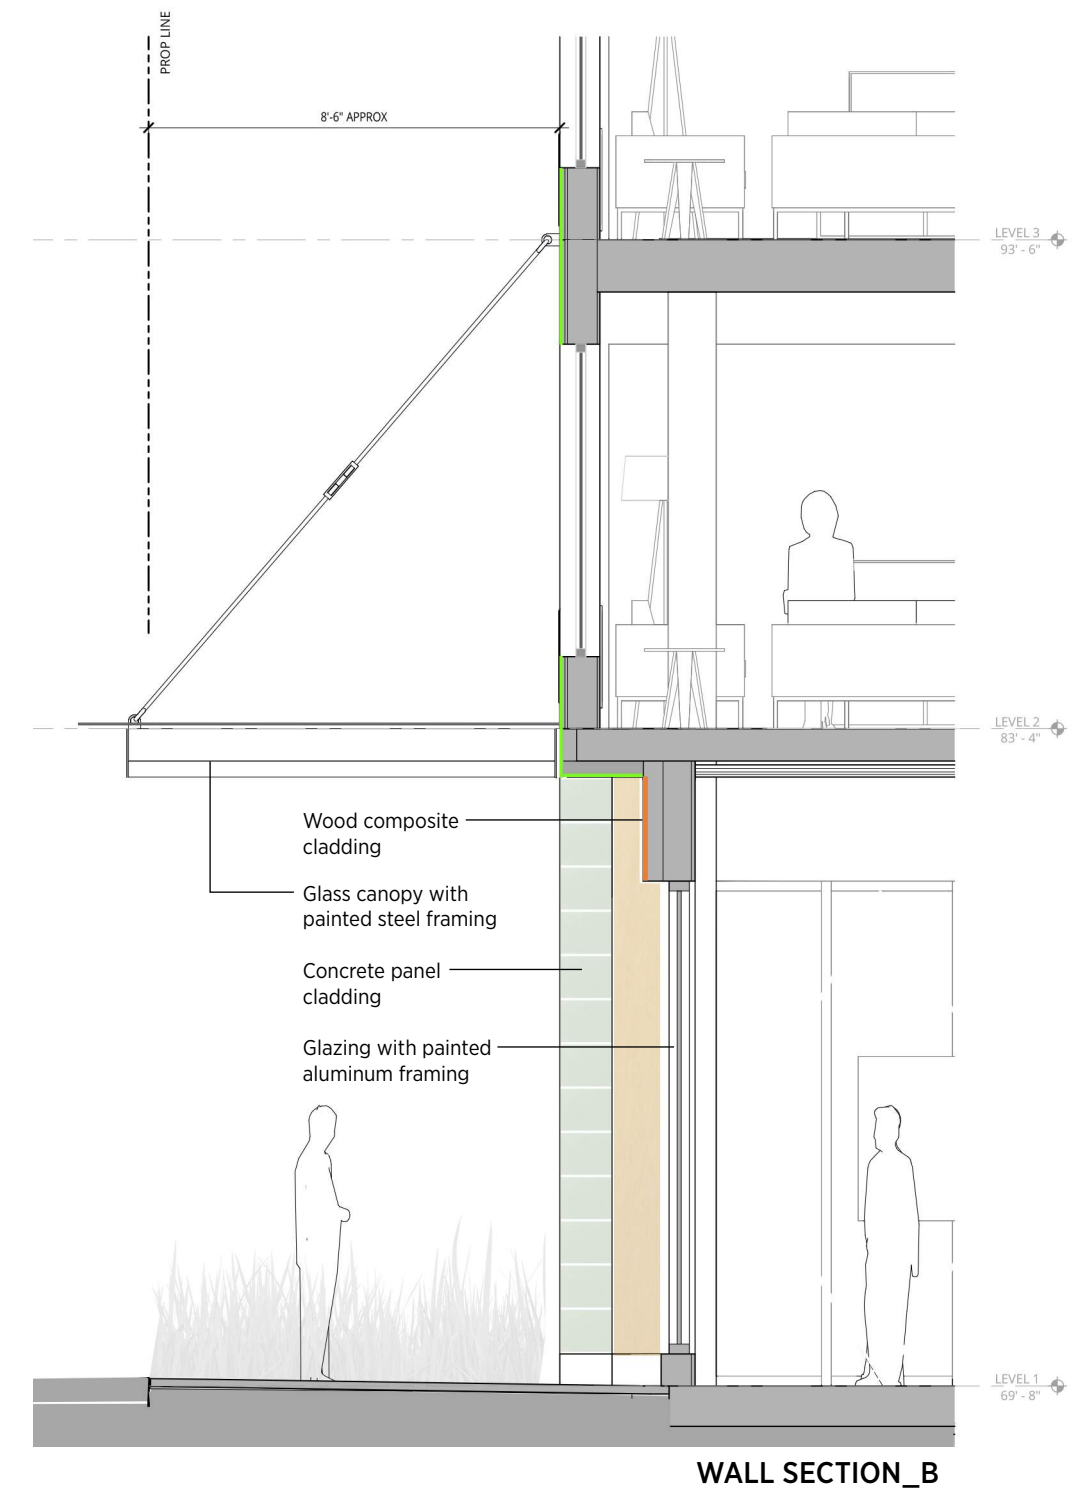 PROP LINE
8'-6" APPROX
LEVEL 3
93' - 6"
LEVEL 2
83' - 4"
Wood composite
cladding
Glass canopy with
painted steel framing
Concrete panel
cladding
Glazing with painted
aluminum framing
LEVEL 1
69' - 8"
WALL SECTION_B